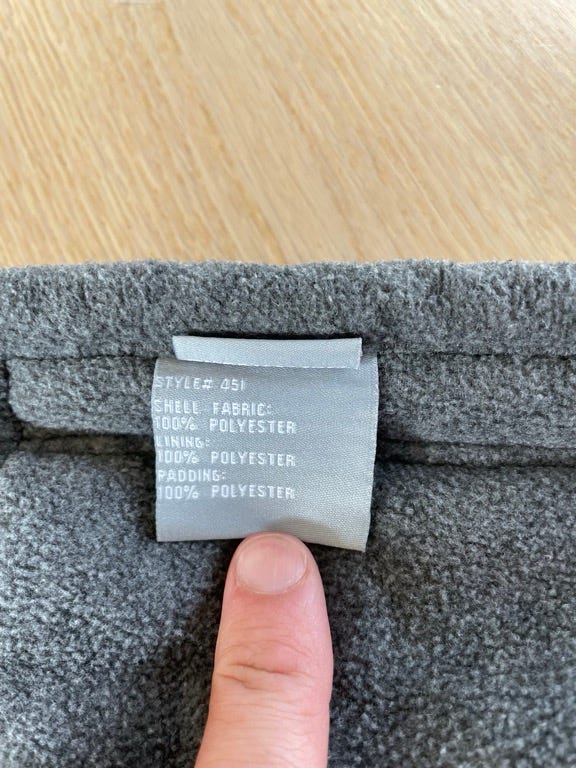 STYLE# 451
SHELL FABRIC:
100% POLYESTER
LINING:
100% POLYESTER
PADDING:
100% POLYESTER